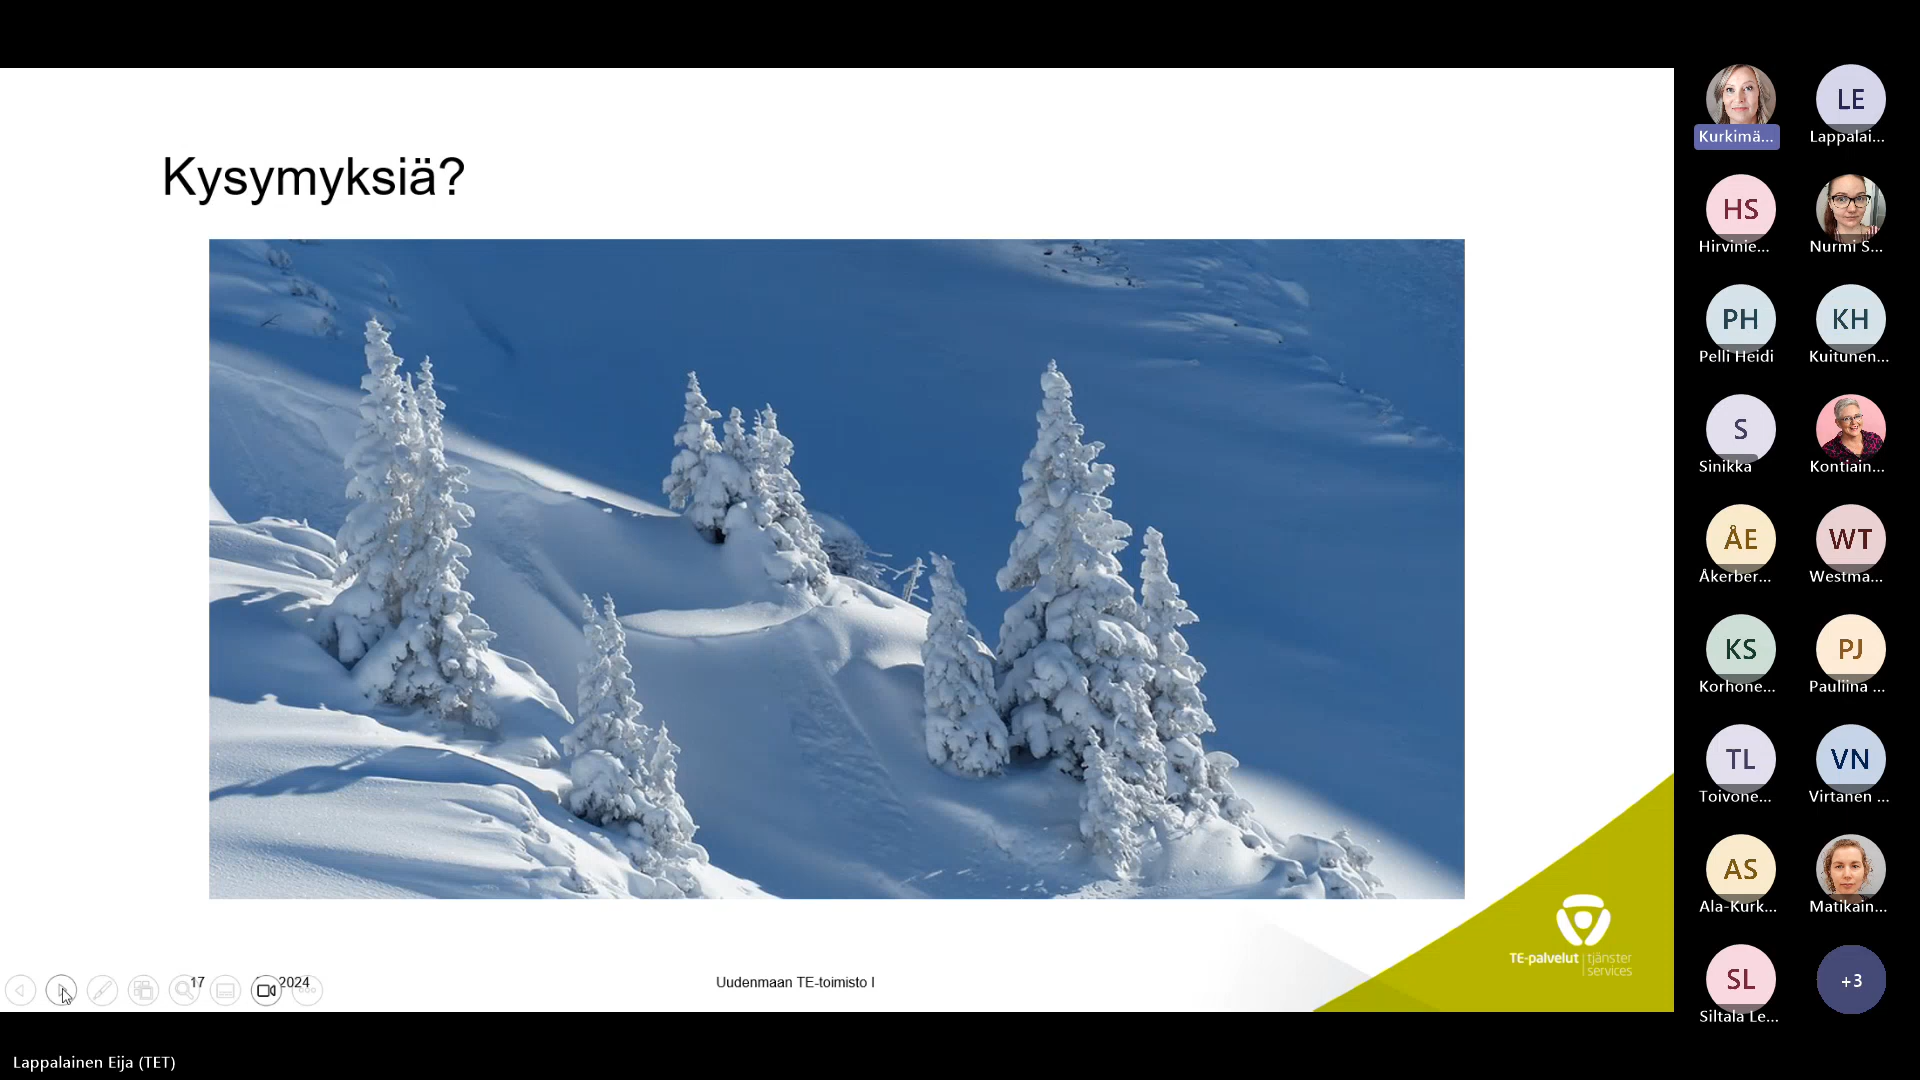 Kysymyksiä?
17
2024
Uudenmaan TE-toimisto I
TE-palvelut | tjänster
services
Lappalainen Eija (TET)
Kurkimä...
LE
Lappalai...
HS
Hirvinie...
Nurmi S...
PH
Pelli Heidi
KH
Kuitunen...
S
Sinikka
Kontiain...
ÅE
Åkerber...
WT
Westma...
KS
Korhone...
PJ
Pauliina ...
TL
Toivone...
VN
Virtanen ...
AS
Ala-Kurk...
Matikain...
SL
Siltala Le...
+3